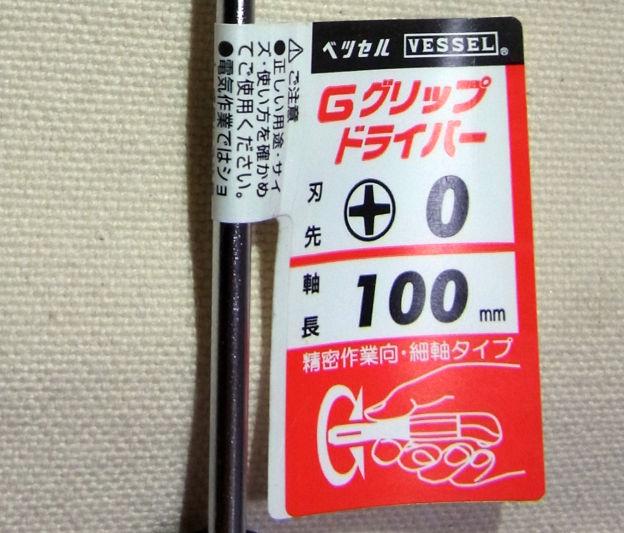 ⚠ご注意
●正しい用途・サイ
ズ・使い方を確かめ
てご使用ください。
●電気作業ではショ
ベッセル VESSEL®
Gグリップ
ドライバー
刃先 0
軸長 100mm
精密作業向・細軸タイプ